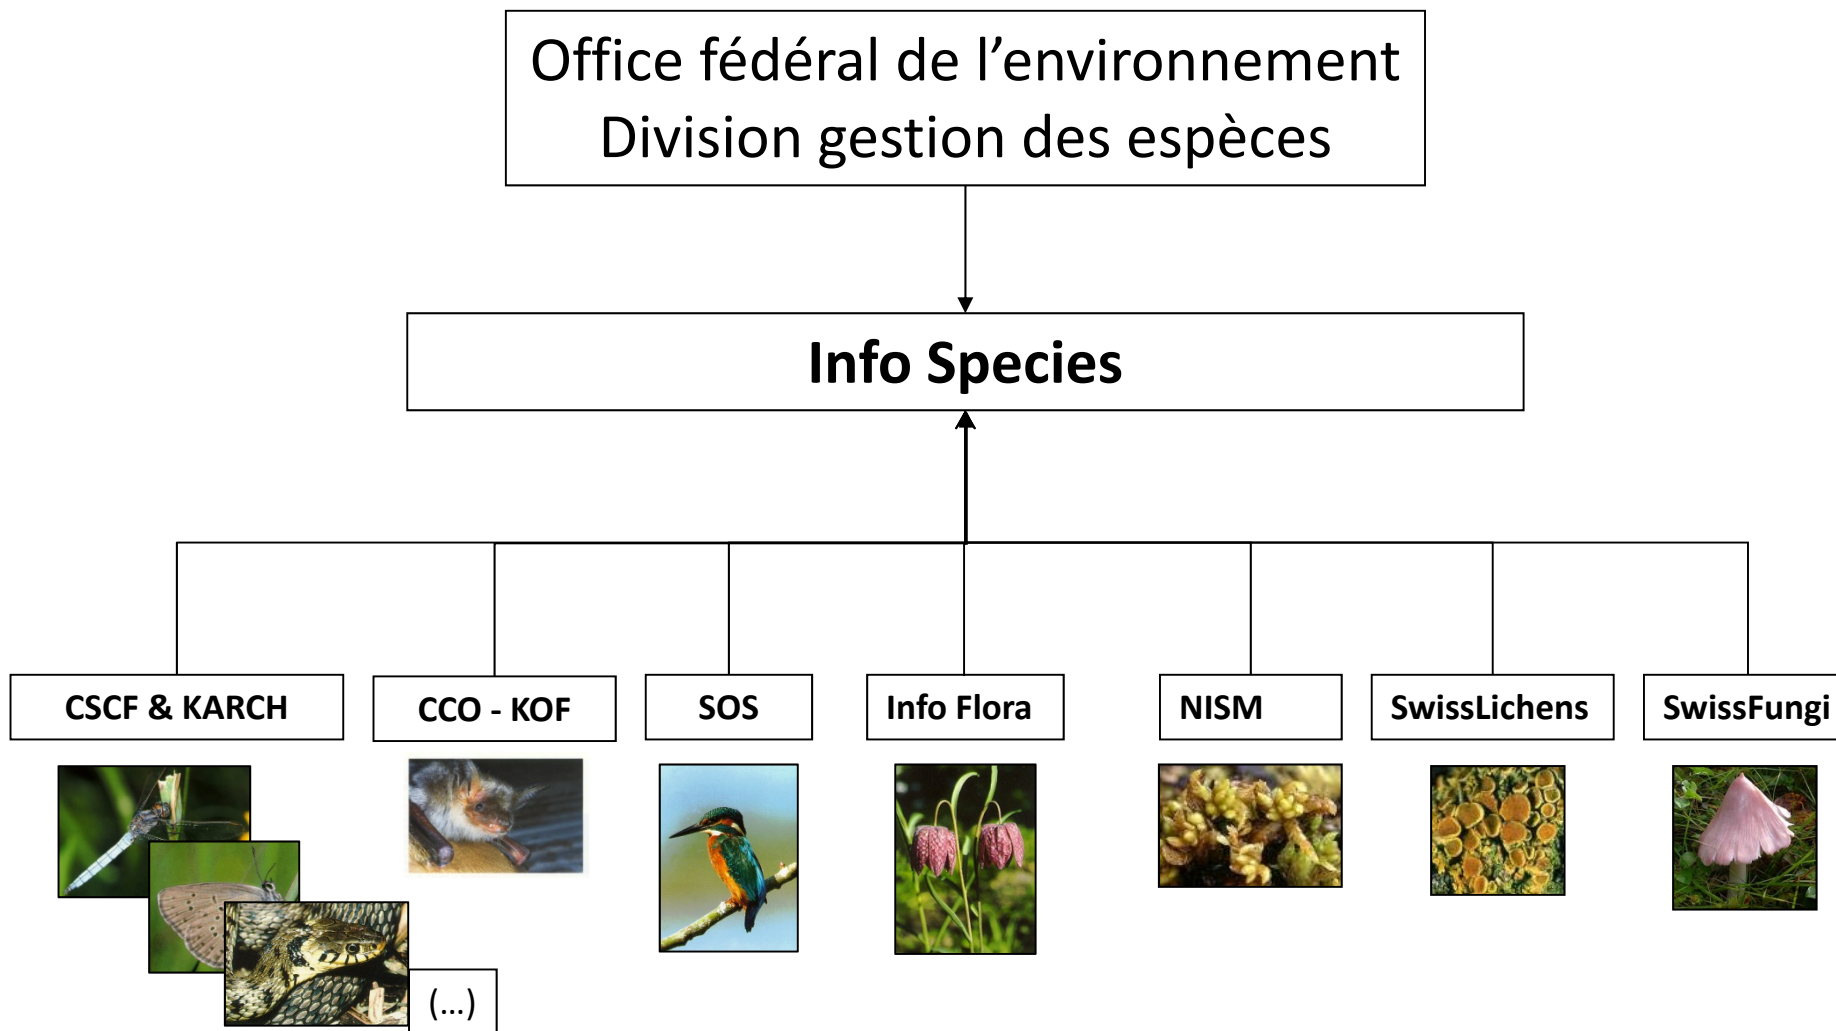 Office fédéral de l’environnement
Division gestion des espèces
Info Species
CSCF & KARCH
CCO - KOF
SOS
Info Flora
NISM
SwissLichens
SwissFungi
(...)